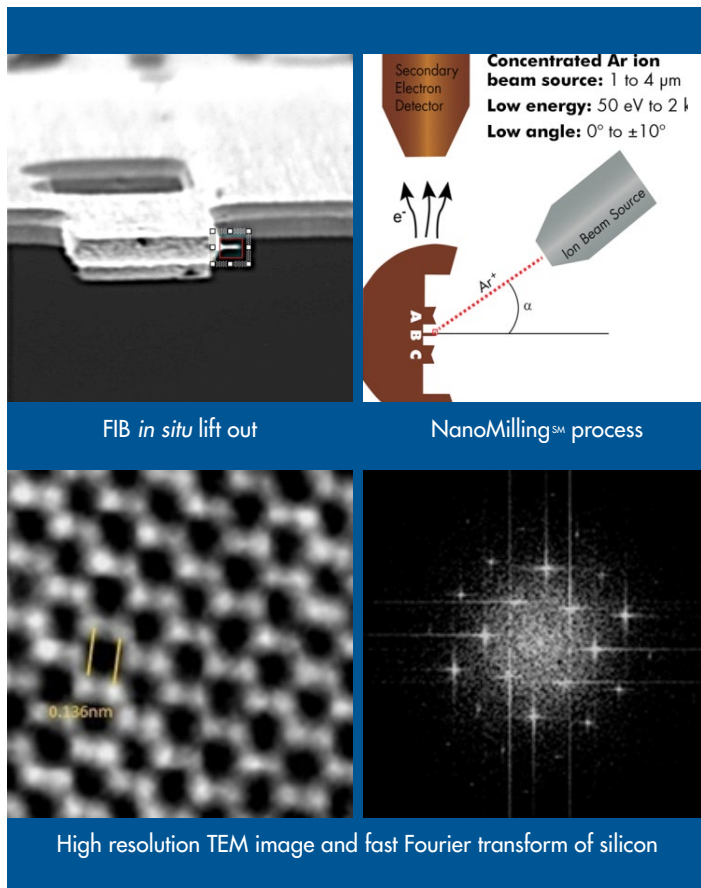 Concentrated Ar ion
beam source: 1 to 4 µm
Low energy: 50 eV to 2 k
Low angle: 0° to ±10°
Secondary
Electron
Detector
e-
Ion Beam Source
Ar+
α
A
B
C
FIB in situ lift out
NanoMilling℠ process
0.136nm
High resolution TEM image and fast Fourier transform of silicon